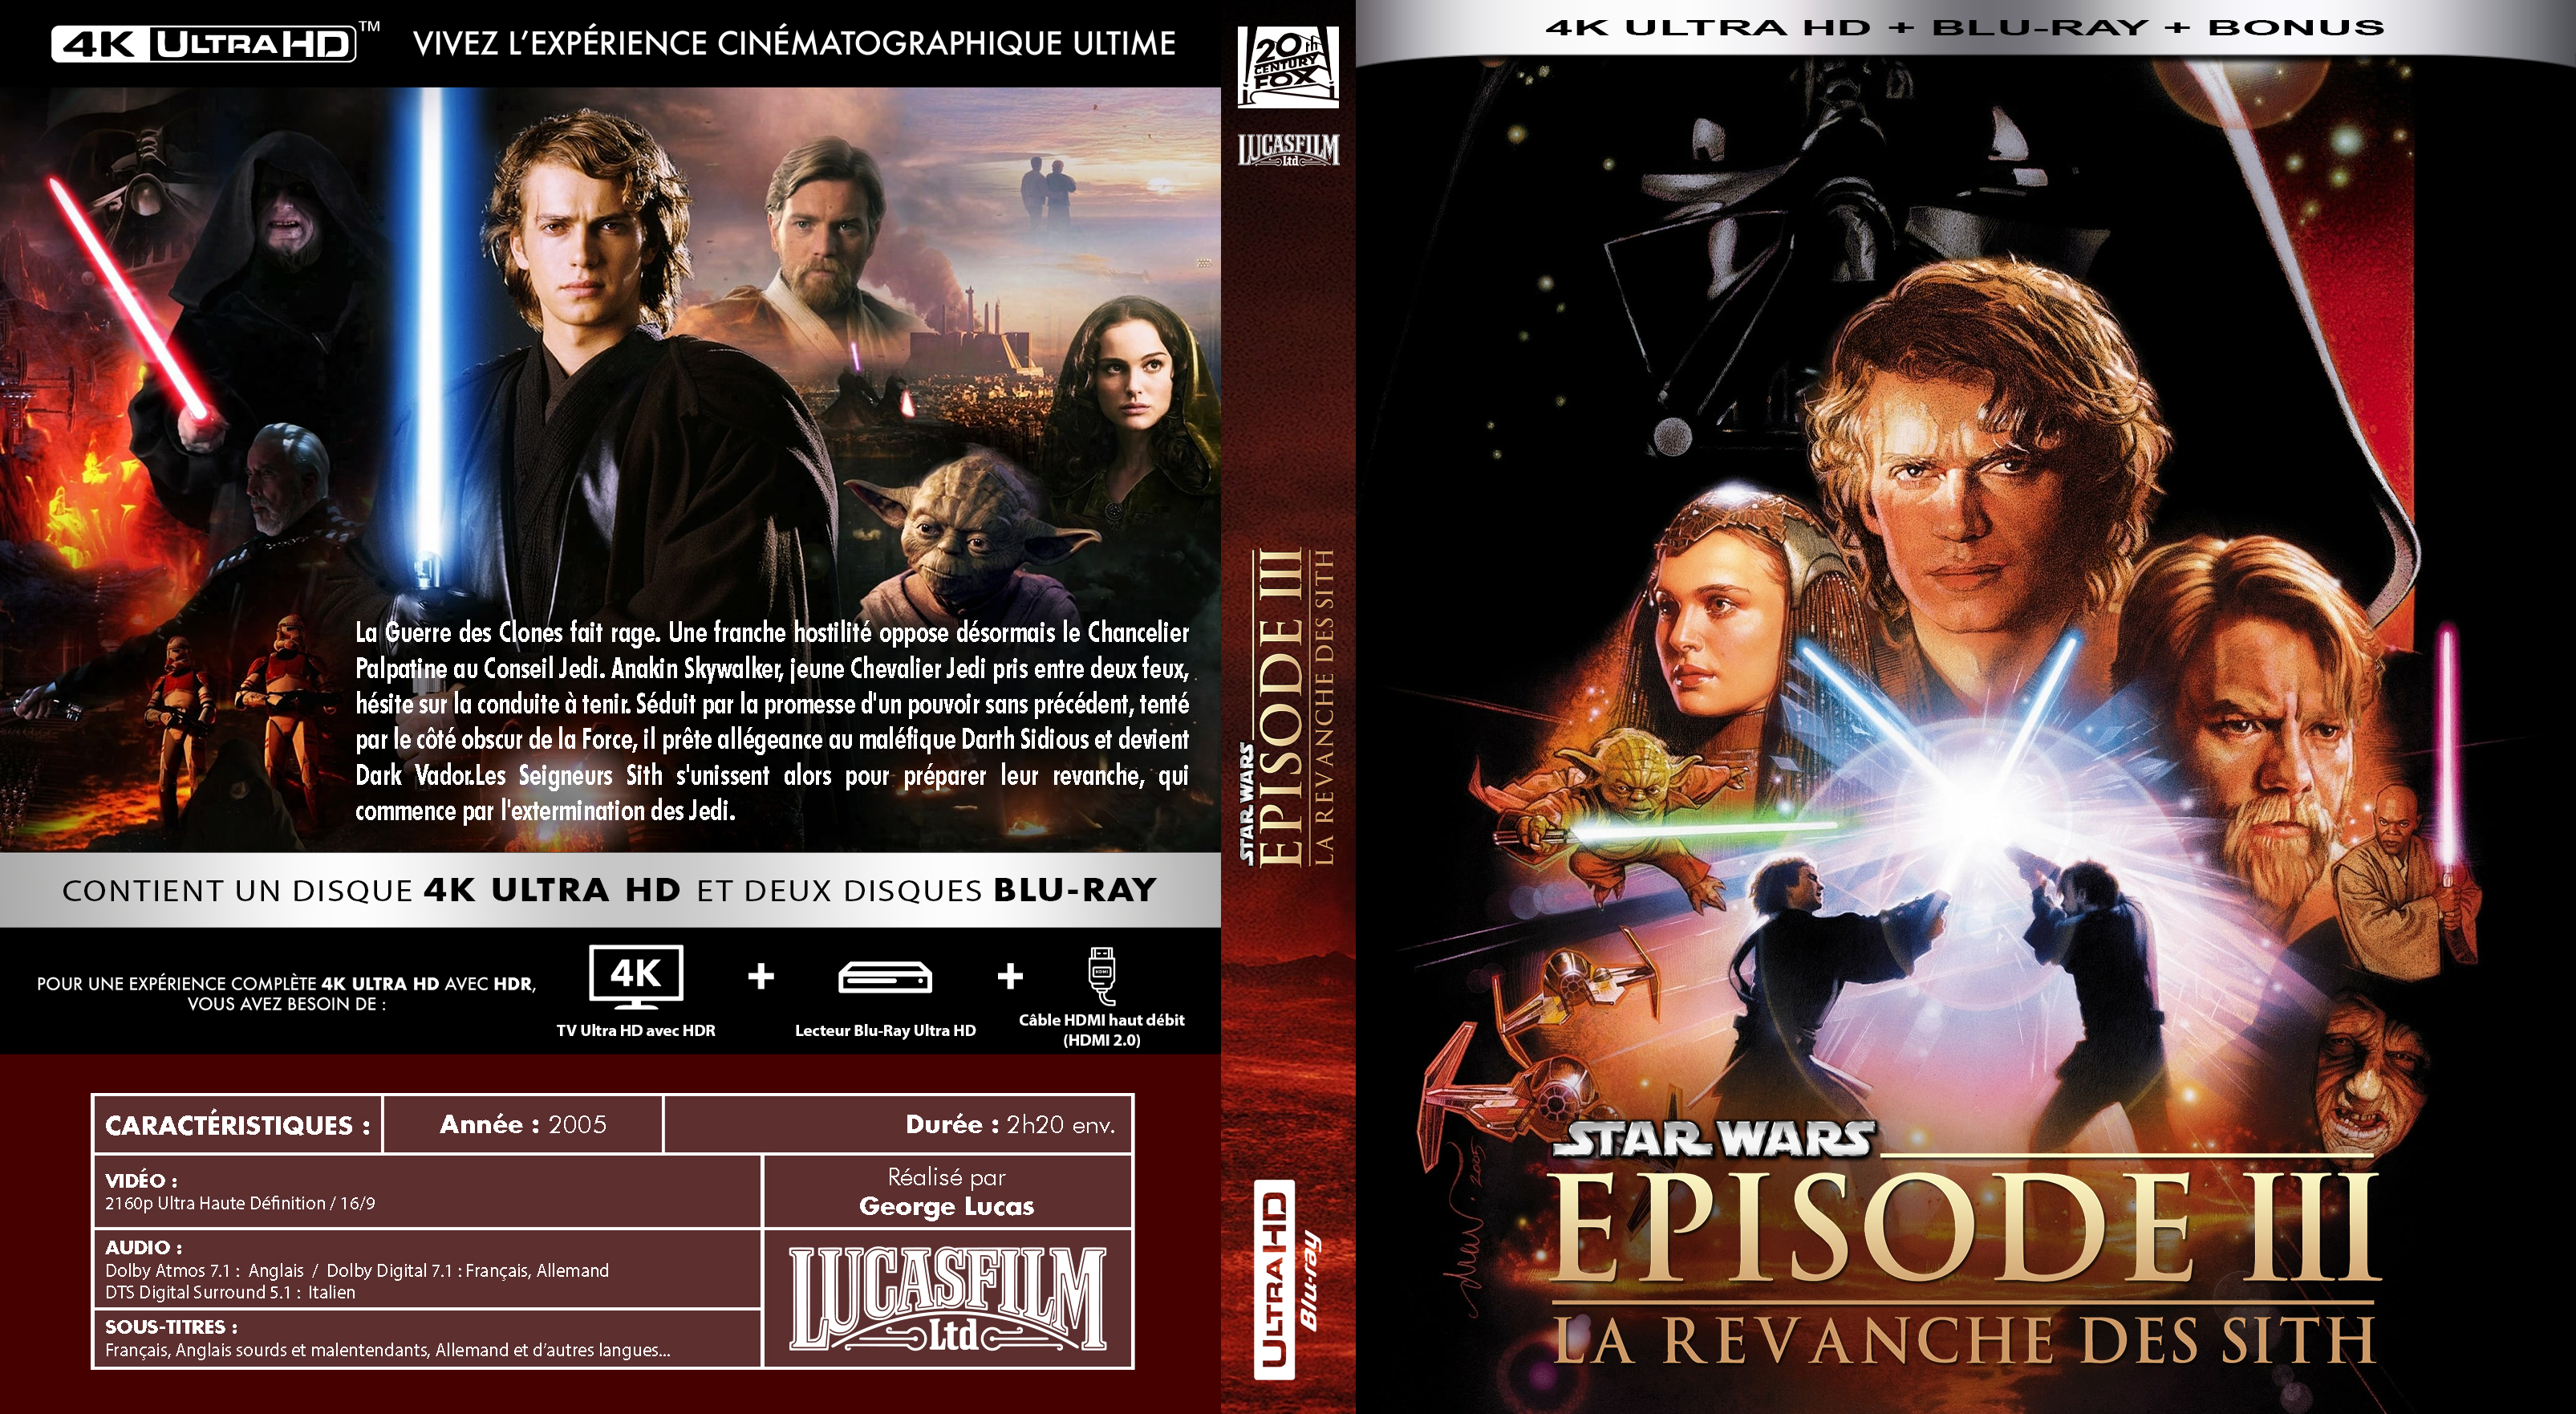 4K ULTRA HD™ VIVEZ L'EXPÉRIENCE CINÉMATOGRAPHIQUE ULTIME
La Guerre des Clones fait rage. Une franche hostilité oppose désormais le Chancelier
Palpatine au Conseil Jedi. Anakin Skywalker, jeune Chevalier Jedi pris entre deux feux,
hésite sur la conduite à tenir. Séduit par la promesse d'un pouvoir sans précédent, tenté
par le côté obscur de la Force, il prête allégeance au maléfique Darth Sidious et devient
Dark Vador.Les Seigneurs Sith s'unissent alors pour préparer leur revanche, qui
commence par l'extermination des Jedi.
CONTIENT UN DISQUE 4K ULTRA HD ET DEUX DISQUES BLU-RAY
POUR UNE EXPÉRIENCE COMPLÈTE 4K ULTRA HD AVEC HDR,
VOUS AVEZ BESOIN DE :
4K
+
+
HDMI
TV Ultra HD avec HDR
Lecteur Blu-Ray Ultra HD
Câble HDMI haut débit
(HDMI 2.0)
CARACTÉRISTIQUES :
Année : 2005
Durée : 2h20 env.
VIDÉO :
2160p Ultra Haute Définition / 16/9
Réalisé par
George Lucas
AUDIO :
Dolby Atmos 7.1 : Anglais / Dolby Digital 7.1 : Français, Allemand
DTS Digital Surround 5.1 : Italien
SOUS-TITRES :
Français, Anglais sourds et malentendants, Allemand et d'autres langues...
LUCASFILM
Ltd
20th
CENTURY
FOX
LUCASFILM
Ltd
STAR WARS
EPISODE III
LA REVANCHE DES SITH
ULTRA HD
Blu-ray
4K ULTRA HD + BLU-RAY + BONUS
drew. 2005
STAR WARS
EPISODE III
LA REVANCHE DES SITH